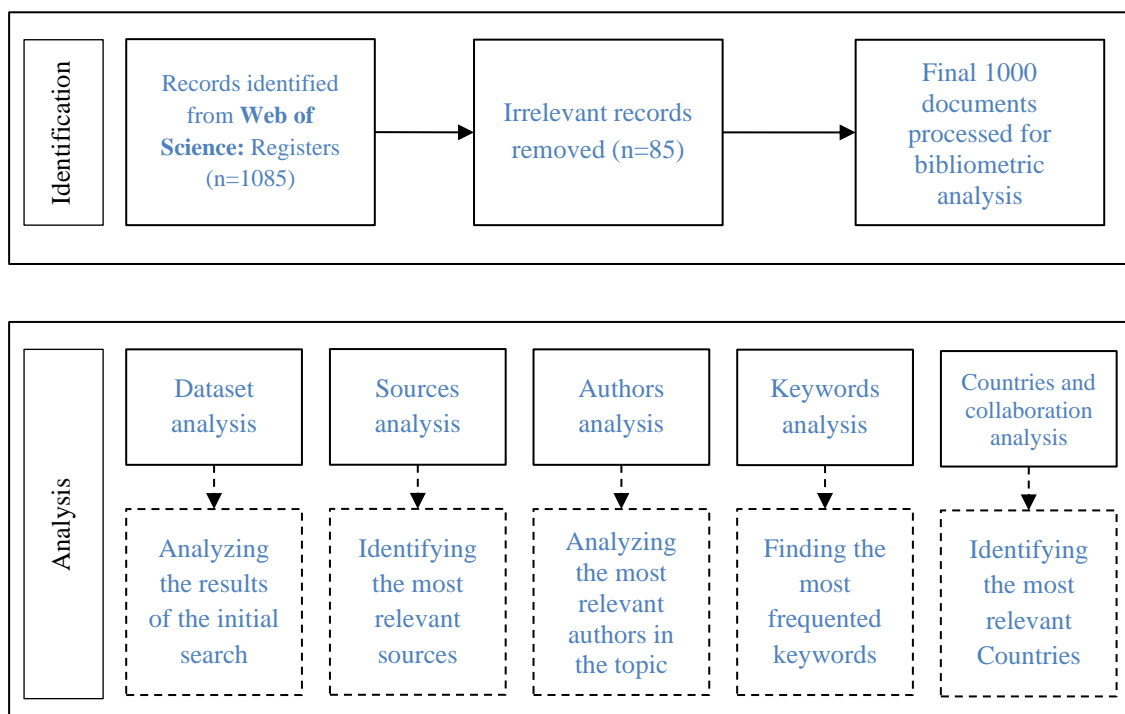 Identification
Records identified
from Web of
Science: Registers
(n=1085)
Irrelevant records
removed (n=85)
Final 1000
documents
processed for
bibliometric
analysis
Analysis
Dataset
analysis
Sources
analysis
Authors
analysis
Keywords
analysis
Countries and
collaboration
analysis
Analyzing
the results
of the initial
search
Identifying
the most
relevant
sources
Analyzing
the most
relevant
authors in
the topic
Finding the
most
frequented
keywords
Identifying
the most
relevant
Countries